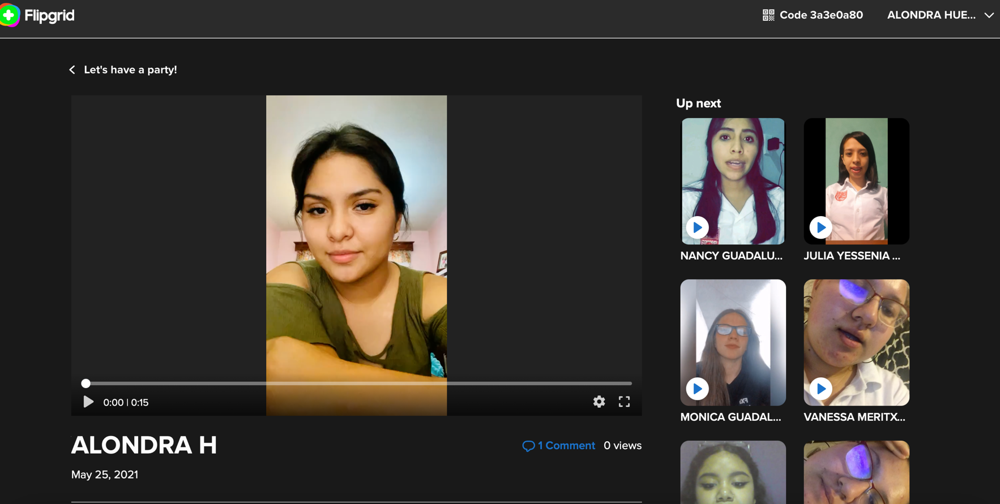 Flipgrid
Code 3a3e0a80
ALONDRA HUE...
Let's have a party!
Up next
NANCY GUADALU...
JULIA YESSENIA ...
MONICA GUADAL...
VANESSA MERITX...
0:00 | 0:15
ALONDRA H
1 Comment
0 views
May 25, 2021